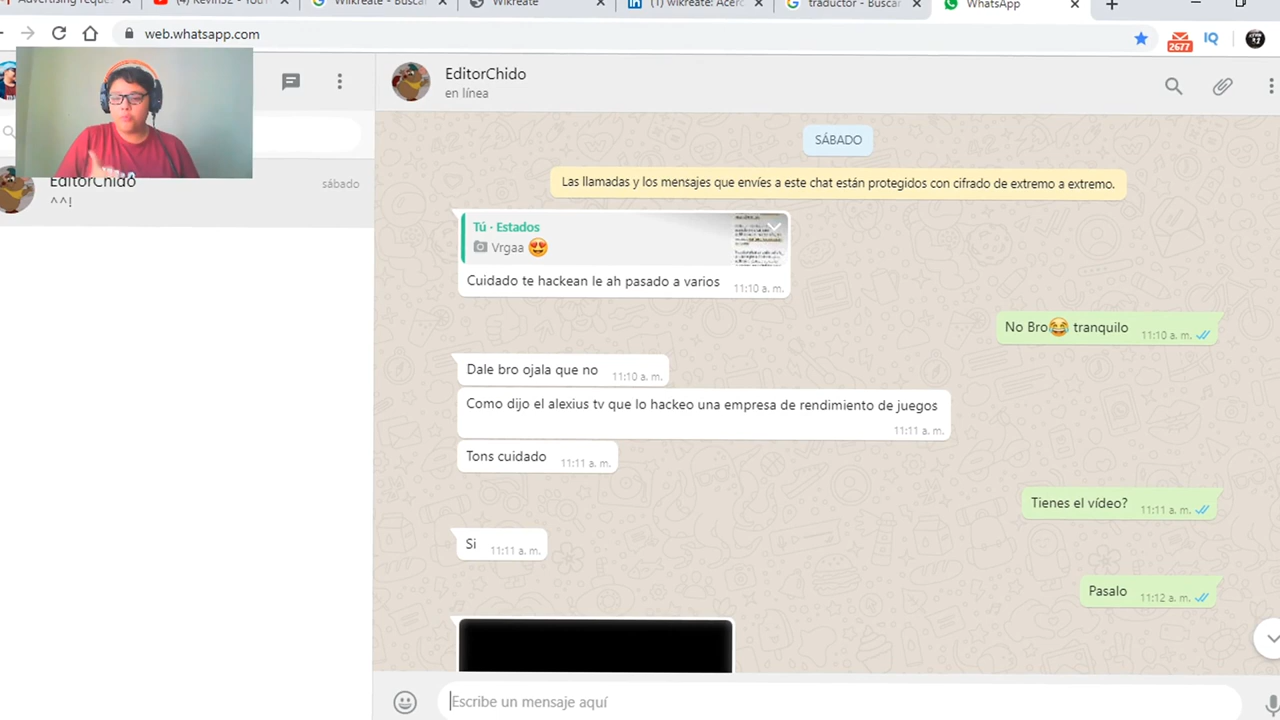 Advertising reque
(4) Kevin52 - YouT
Wilkreate - Buscar
Wikreate
(1) wikreate: Acerc
traductor - Buscar
WhatsApp
web.whatsapp.com
2677
IQ
EditorChido
en línea
EditorChido
sábado
^^!
SÁBADO
Las llamadas y los mensajes que envíes a este chat están protegidos con cifrado de extremo a extremo.
Tú · Estados
Vrgaa 😍
Cuidado te hackean le ah pasado a varios 11:10 a. m.
No Bro😂 tranquilo 11:10 a. m.
Dale bro ojala que no 11:10 a. m.
Como dijo el alexius tv que lo hackeo una empresa de rendimiento de juegos
11:11 a. m.
Tons cuidado 11:11 a. m.
Tienes el vídeo? 11:11 a. m.
Si 11:11 a. m.
Pasalo 11:12 a. m.
Escribe un mensaje aquí